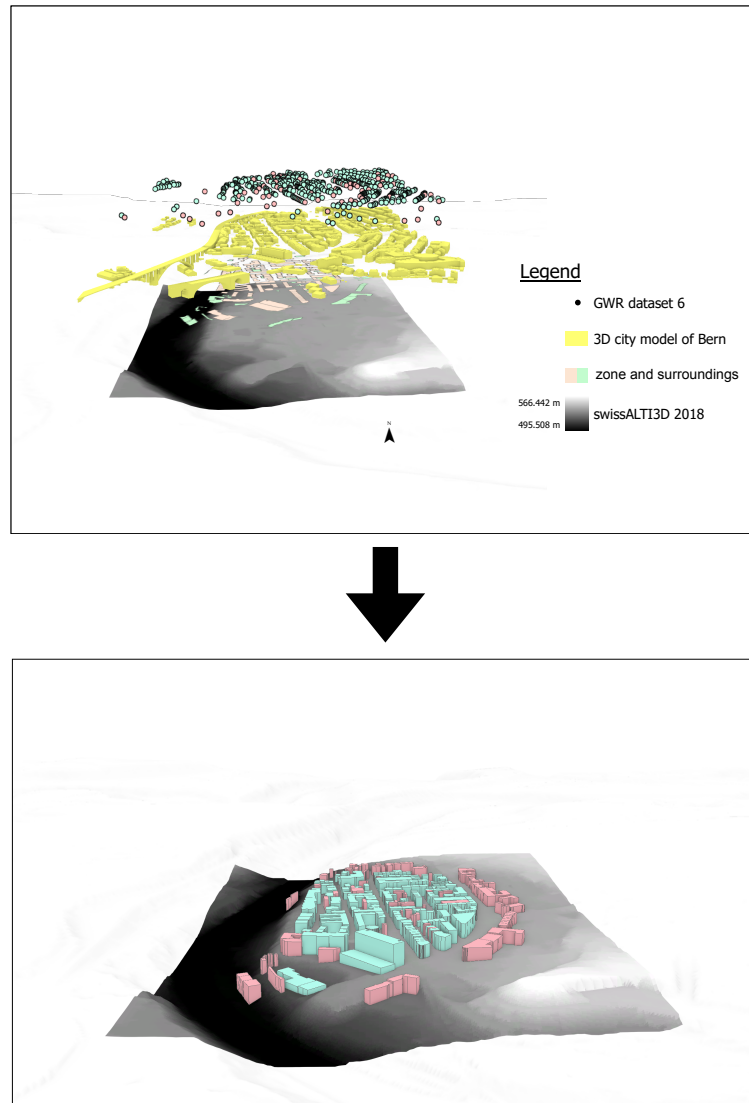 Legend
GWR dataset 6
3D city model of Bern
zone and surroundings
566.442 m
495.508 m
swissALTI3D 2018
N